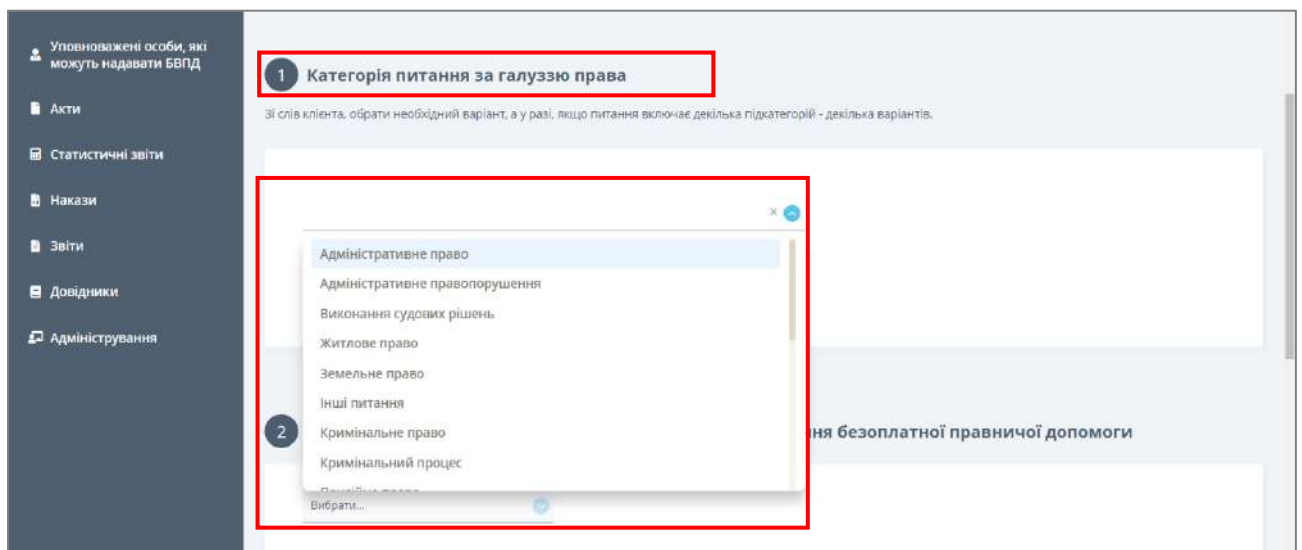 Уповноважені особи, які
можуть надавати БВПД
Акти
Статистичні звіти
Накази
Звіти
Довідники
Адміністрування
1 Категорія питання за галуззю права
Зі слів клієнта, обрати необхідний варіант, а у разі, якщо питання включає декілька підкатегорій - декілька варіантів.
Адміністративне право
Адміністративне правопорушення
Виконання судових рішень
Житлове право
Земельне право
Інші питання
Кримінальне право
Кримінальний процес
2 ня безоплатної правничої допомоги
Вибрати...